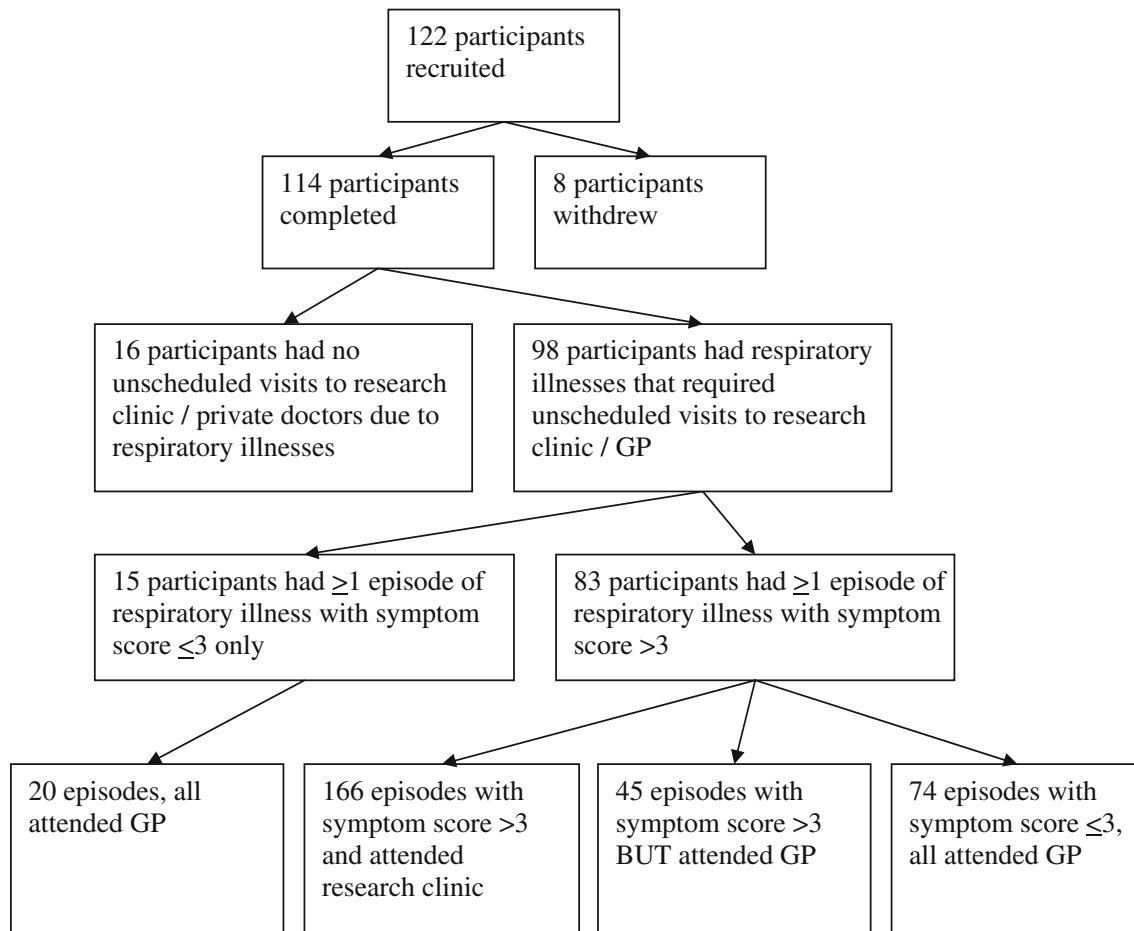 122 participants
recruited
114 participants
completed
8 participants
withdrew
16 participants had no
unscheduled visits to research
clinic / private doctors due to
respiratory illnesses
98 participants had respiratory
illnesses that required
unscheduled visits to research
clinic / GP
15 participants had ≥1 episode of
respiratory illness with symptom
score ≤3 only
83 participants had ≥1 episode of
respiratory illness with symptom
score >3
20 episodes, all
attended GP
166 episodes with
symptom score >3
and attended
research clinic
45 episodes with
symptom score >3
BUT attended GP
74 episodes with
symptom score ≤3,
all attended GP